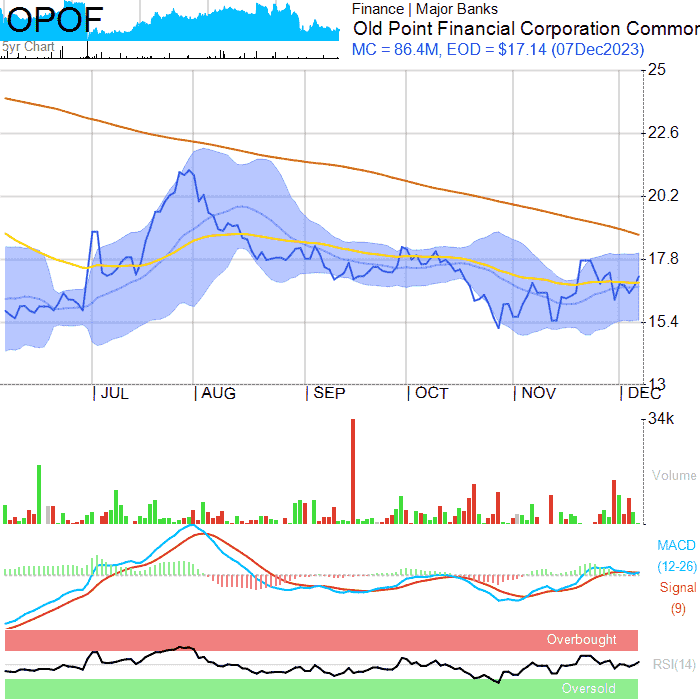 OPOF
5yr Chart
Finance | Major Banks
Old Point Financial Corporation Common
MC = 86.4M, EOD = $17.14 (07Dec2023)
25
22.6
20.2
17.8
15.4
13
| JUL | AUG | SEP | OCT | NOV | DEC
34k
Volume
MACD
(12-26)
Signal
(9)
Overbought
RSI(14)
Oversold